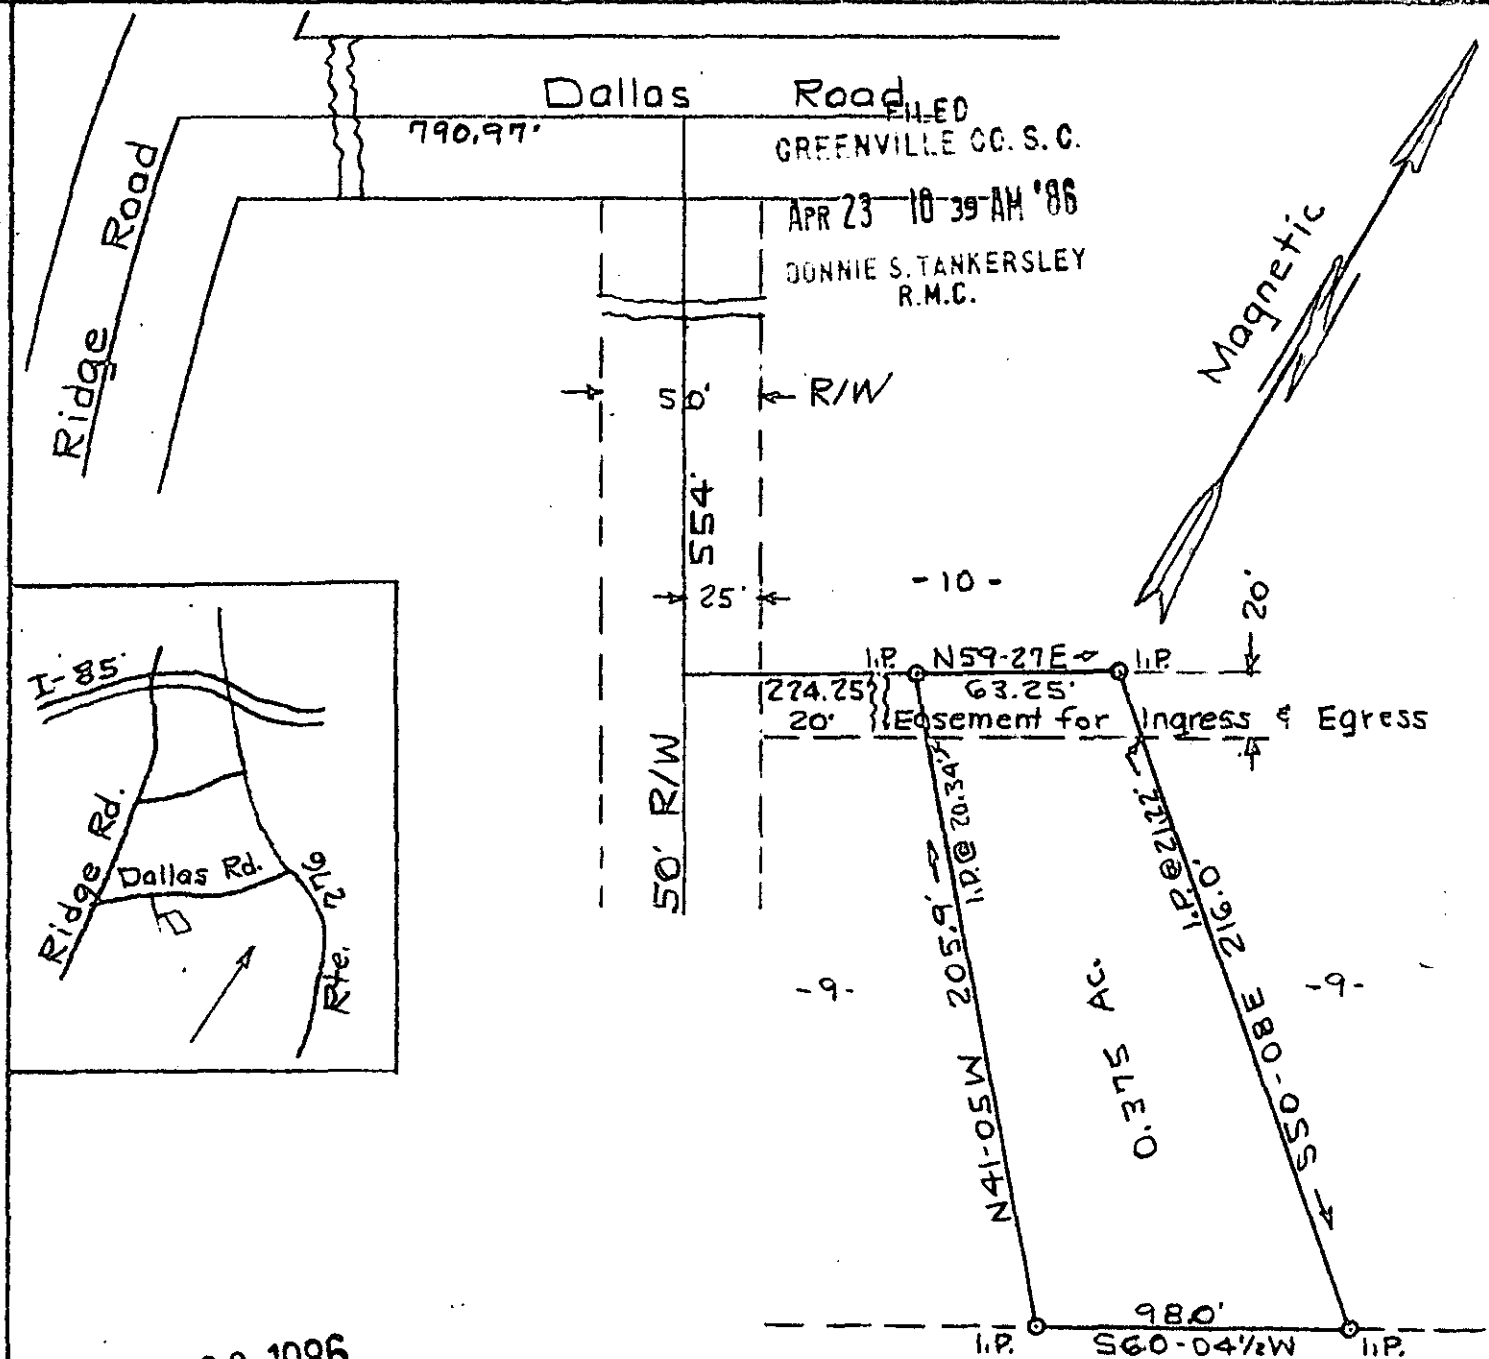 Dallas Road
790.97'
FILED
GREENVILLE CO. S. C.
APR 23 10 39 AM '86
DONNIE S. TANKERSLEY
R.M.C.
Ridge Road
Magnetic
50'
R/W
554'
25'
- 10 -
20'
I.P.
N59-27E
I.P.
224.25'
63.25'
20' Easement for Ingress & Egress
50' R/W
I.P.@ 20.34'
I.P.@ 21.22'
205.9'
216.0'
-9-
-9-
N41-05W
0.375 AC.
S50-08E
98.0'
I.P.
S60-04½W
I.P.
I-85
Ridge Rd.
Dallas Rd.
Rte. 276
1986